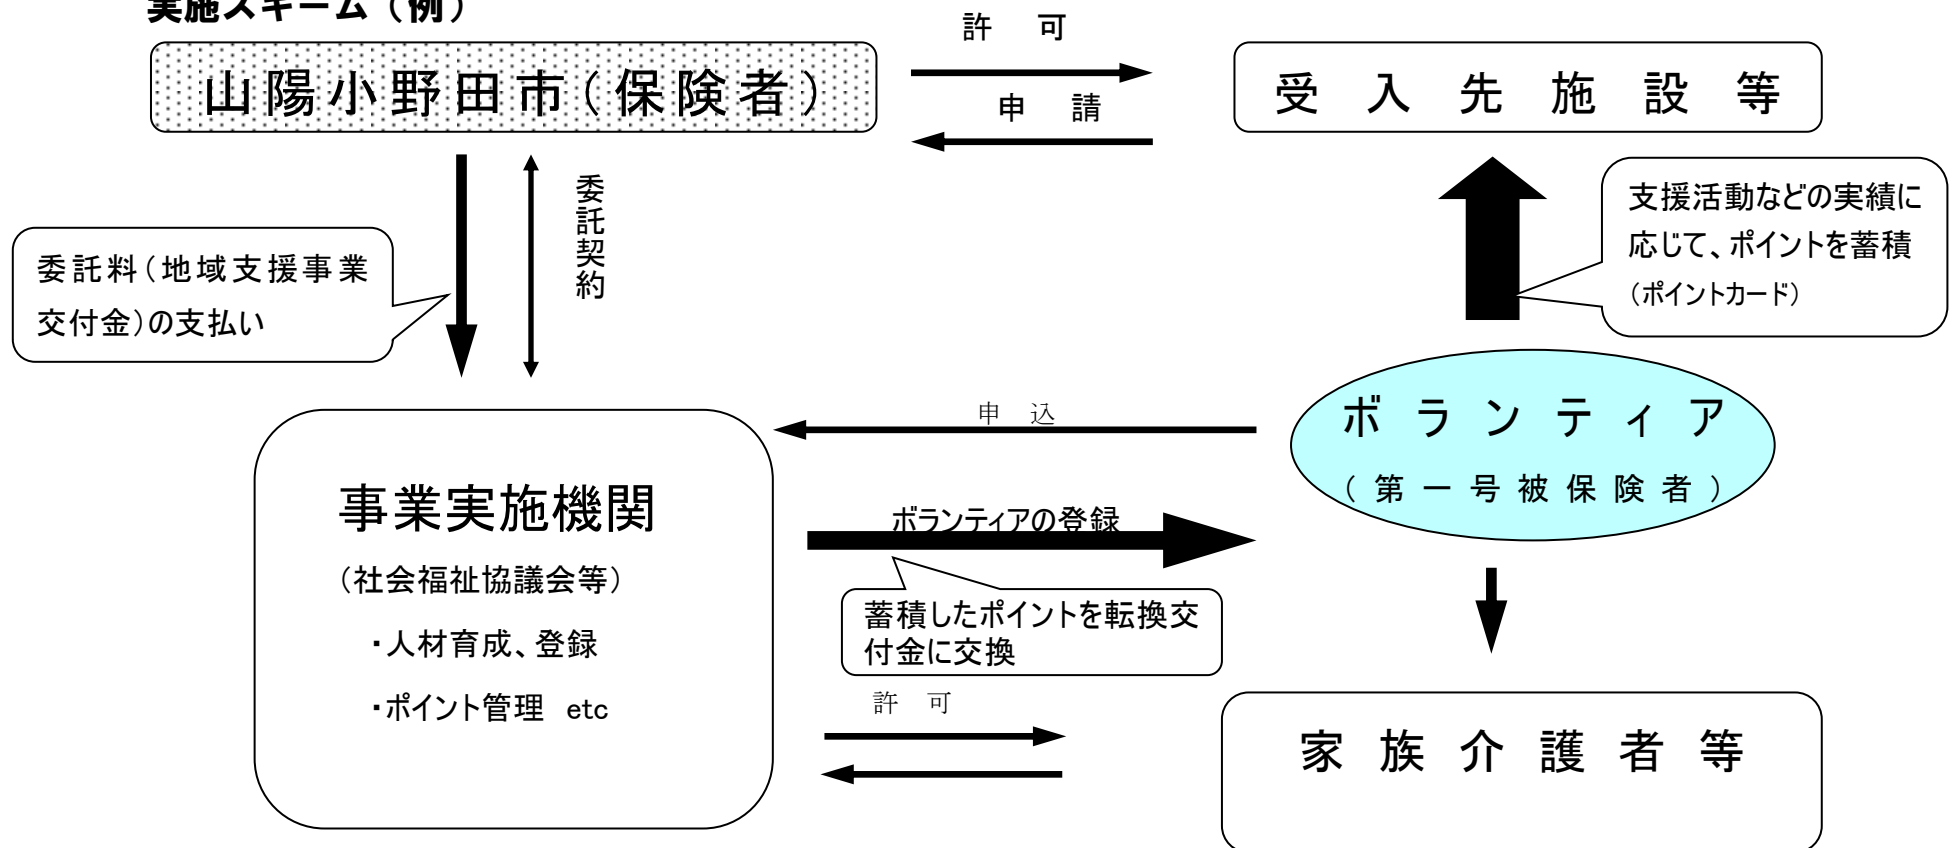 実施スキーム（例）
許　可
山陽小野田市（保険者）
受入先施設等
申　請
委託契約
支援活動などの実績に
応じて、ポイントを蓄積
（ポイントカード）
委託料（地域支援事業
交付金）の支払い
申　込
ボランティア
（第一号被保険者）
事業実施機関
（社会福祉協議会等）
・人材育成、登録
・ポイント管理　etc
ボランティアの登録
蓄積したポイントを転換交
付金に交換
許　可
家族介護者等